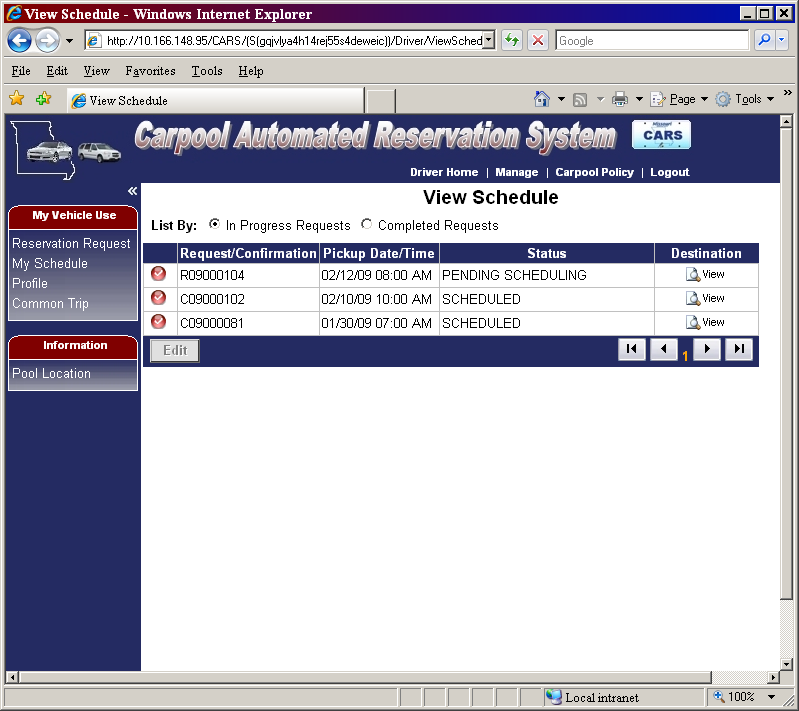 View Schedule - Windows Internet Explorer
http://10.166.148.95/CARS/(S(gqjvlya4h14rej55s4deweic))/Driver/ViewSched
Google
File Edit View Favorites Tools Help
View Schedule
Page Tools »
Carpool Automated Reservation System
CARS
Driver Home | Manage | Carpool Policy | Logout
«
My Vehicle Use
Reservation Request
My Schedule
Profile
Common Trip
Information
Pool Location
View Schedule
List By: In Progress Requests Completed Requests
Request/Confirmation Pickup Date/Time Status Destination
R09000104 02/12/09 08:00 AM PENDING SCHEDULING View
C09000102 02/10/09 10:00 AM SCHEDULED View
C09000081 01/30/09 07:00 AM SCHEDULED View
Edit 1
Local intranet 100%